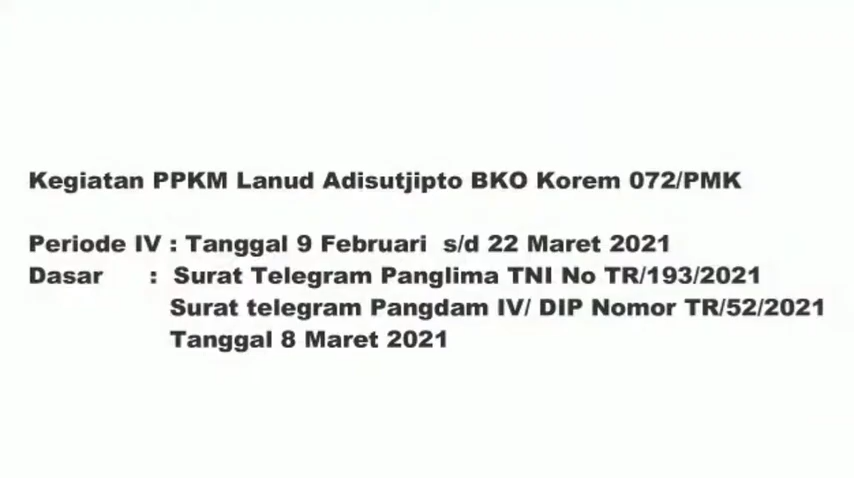 Kegiatan PPKM Lanud Adisutjipto BKO Korem 072/PMK
Periode IV : Tanggal 9 Februari s/d 22 Maret 2021
Dasar : Surat Telegram Panglima TNI No TR/193/2021
Surat telegram Pangdam IV/ DIP Nomor TR/52/2021
Tanggal 8 Maret 2021